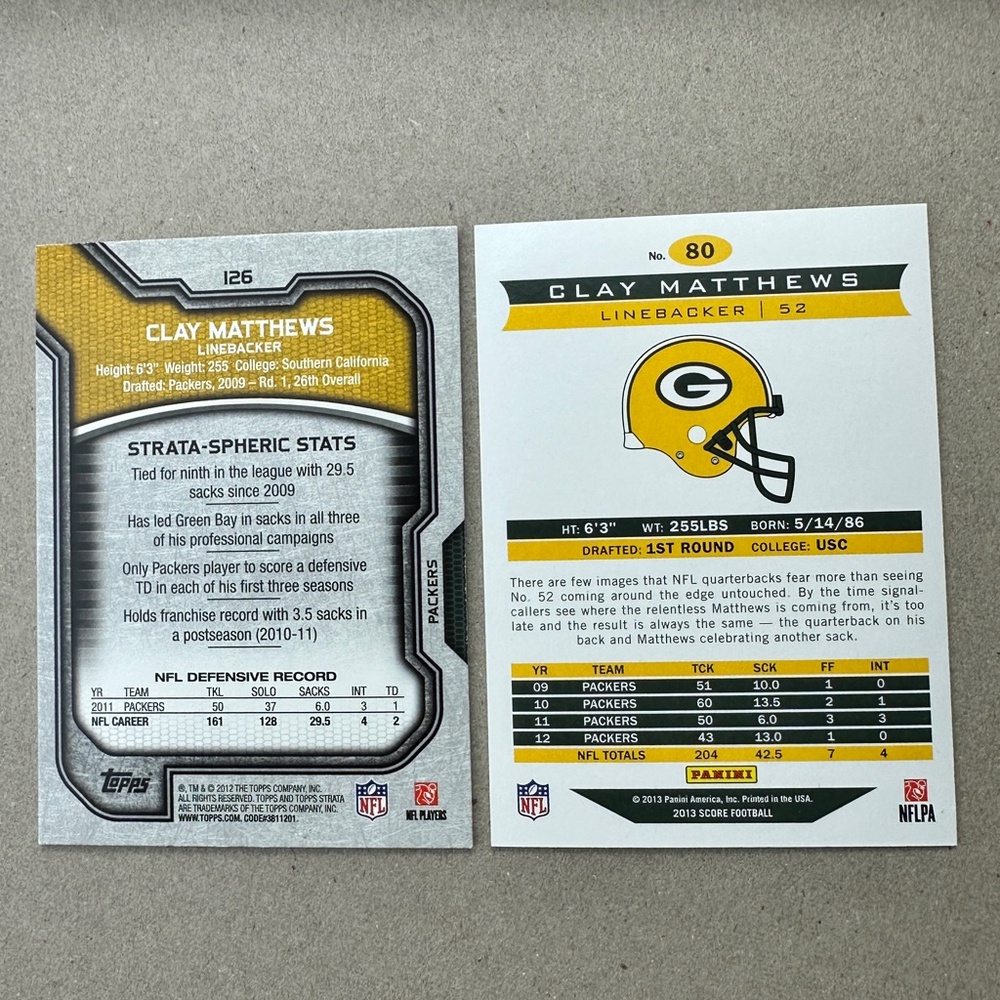 126
CLAY MATTHEWS
LINEBACKER
Height: 6'3" Weight: 255 College: Southern California
Drafted: Packers, 2009 – Rd. 1, 26th Overall
STRATA-SPHERIC STATS
Tied for ninth in the league with 29.5
sacks since 2009
Has led Green Bay in sacks in all three
of his professional campaigns
Only Packers player to score a defensive
TD in each of his first three seasons
Holds franchise record with 3.5 sacks in
a postseason (2010-11)
PACKERS
NFL DEFENSIVE RECORD
YR TEAM TKL SOLO SACKS INT TD
2011 PACKERS 50 37 6.0 3 1
NFL CAREER 161 128 29.5 4 2
topps
®, TM & © 2012 THE TOPPS COMPANY, INC.
ALL RIGHTS RESERVED. TOPPS AND TOPPS STRATA
ARE TRADEMARKS OF THE TOPPS COMPANY, INC.
WWW.TOPPS.COM. CODE#3811201.
NFL
NFL PLAYERS
No. 80
CLAY MATTHEWS
LINEBACKER | 52
G
HT: 6'3" WT: 255LBS BORN: 5/14/86
DRAFTED: 1ST ROUND COLLEGE: USC
There are few images that NFL quarterbacks fear more than seeing
No. 52 coming around the edge untouched. By the time signal-
callers see where the relentless Matthews is coming from, it's too
late and the result is always the same — the quarterback on his
back and Matthews celebrating another sack.
YR TEAM TCK SCK FF INT
09 PACKERS 51 10.0 1 0
10 PACKERS 60 13.5 2 1
11 PACKERS 50 6.0 3 3
12 PACKERS 43 13.0 1 0
NFL TOTALS 204 42.5 7 4
PANINI
© 2013 Panini America, Inc. Printed in the USA.
2013 SCORE FOOTBALL
NFL
NFLPA